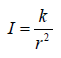 I = k / r²